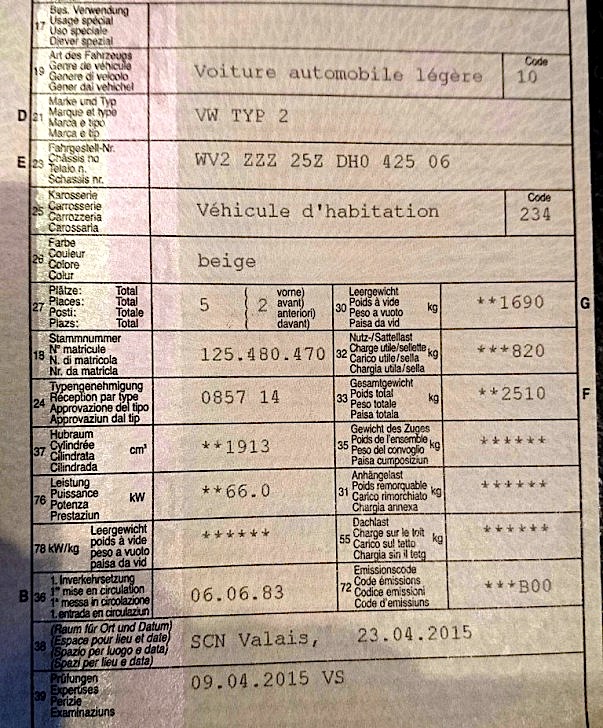 17 Bes. Verwendung
Usage spécial
Uso speciale
Diever spezial
19 Art des Fahrzeugs
Genre de véhicule
Genere di veicolo
Gener dal vehichel
Voiture automobile légère
Code
10
D 21 Marke und Typ
Marque et type
Marca e tipo
Marca e tip
VW TYP 2
E 23 Fahrgestell-Nr.
Châssis no
Telaio n.
Schassis nr.
WV2 ZZZ 25Z DH0 425 06
25 Karosserie
Carrosserie
Carrozzeria
Carossaria
Véhicule d'habitation
Code
234
26 Farbe
Couleur
Colore
Colur
beige
27 Plätze: Total
Places: Total
Posti: Totale
Plazs: Total
5 ( 2 vorne)
avant)
anteriori)
davant)
30 Leergewicht
Poids à vide
Peso a vuoto
Paisa da vid
kg
**1690 G
18 Stammnummer
N° matricule
N. di matricola
Nr. da matricla
125.480.470
32 Nutz-/Sattellast
Charge utile/sellette
Carico utile/sella
Chargia utila/sella
kg
***820
24 Typengenehmigung
Réception par type
Approvazione del tipo
Approvaziun dal tip
0857 14
33 Gesamtgewicht
Poids total
Peso totale
Paisa totala
kg
**2510 F
37 Hubraum
Cylindrée
Cilindrata
Cilindrada
cm³
**1913
35 Gewicht des Zuges
Poids de l'ensemble
Peso del convoglio
Paisa cumposiziun
kg
******
76 Leistung
Puissance
Potenza
Prestaziun
kW
**66.0
31 Anhängelast
Poids remorquable
Carico rimorchiato
Chargia annexa
kg
******
78 kW/kg Leergewicht
poids à vide
peso a vuoto
paisa da vid
******
55 Dachlast
Charge sur le toit
Carico sul tetto
Chargia sin il tetg
kg
******
B 36 1. Inverkehrsetzung
1re mise en circulation
1a messa in circolazione
1. entrada en circulaziun
06.06.83
72 Emissionscode
Code émissions
Codice emissioni
Code d'emissiuns
***B00
38 (Raum für Ort und Datum)
(Espace pour lieu et date)
(Spazio per luogo e data)
(Spazi per lieu e data)
SCN Valais, 23.04.2015
39 Prüfungen
Expertises
Perizie
Examinaziuns
09.04.2015 VS